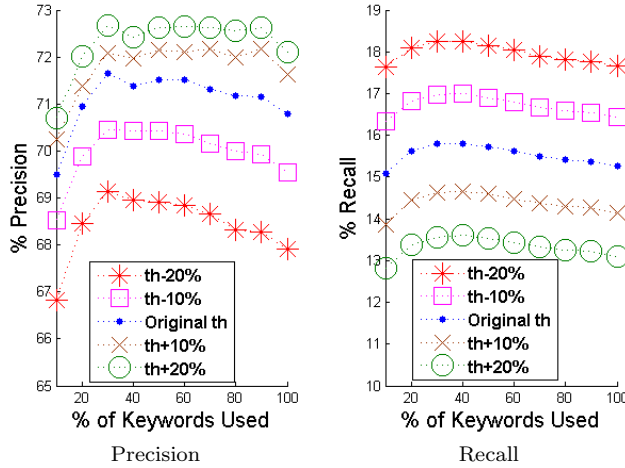 73
72
71
70
69
68
67
66
65
% Precision
20 40 60 80 100
% of Keywords Used
th-20%
th-10%
Original th
th+10%
th+20%
Precision
19
18
17
16
15
14
13
12
11
10
% Recall
20 40 60 80 100
% of Keywords Used
th-20%
th-10%
Original th
th+10%
th+20%
Recall